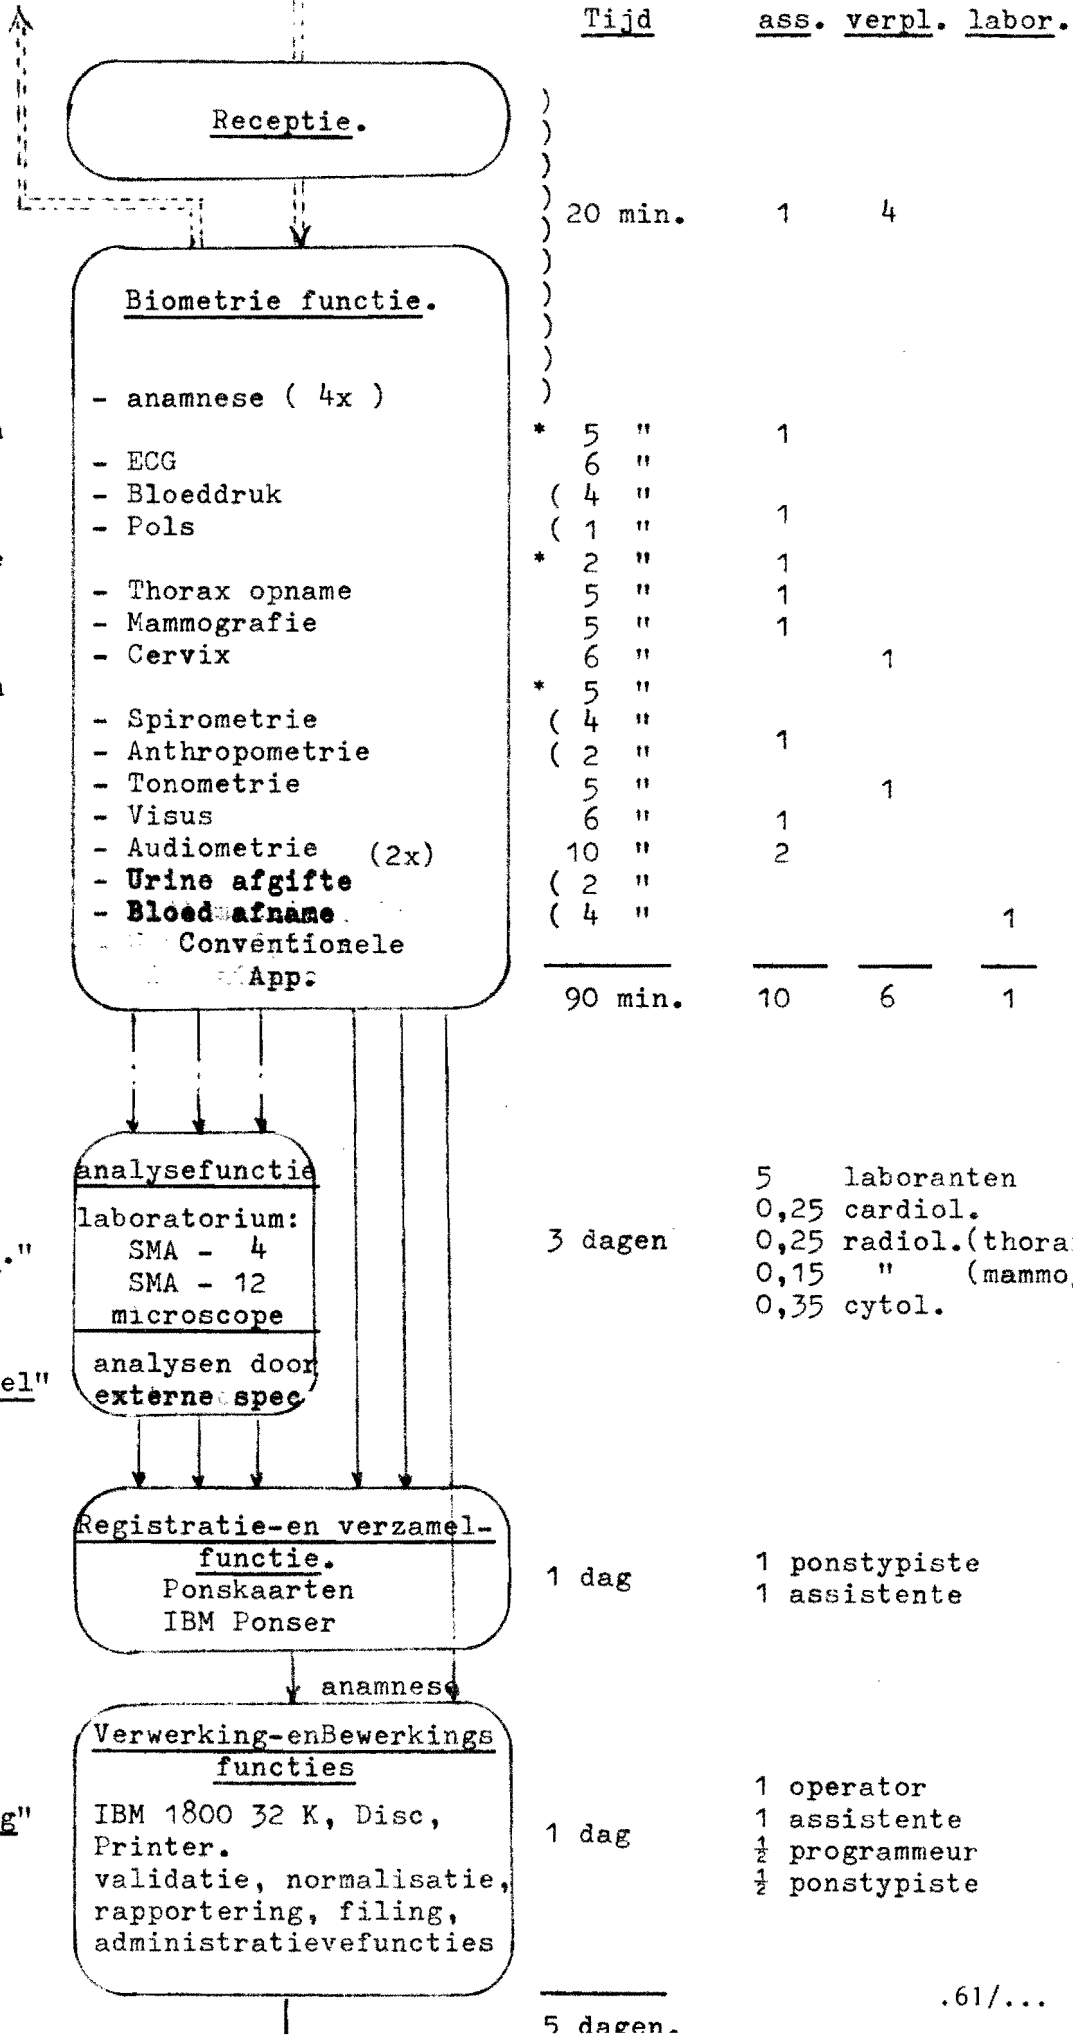 Tijd ass. verpl. labor.
Receptie.
)
)
)
) 20 min. 1 4
)
)
Biometrie functie. )
)
)
- anamnese ( 4x ) )
* 5 " 1
- ECG 6 "
- Bloeddruk ( 4 "
- Pols ( 1 " 1
* 2 " 1
- Thorax opname 5 " 1
- Mammografie 5 " 1
- Cervix 6 " 1
* 5 "
- Spirometrie ( 4 "
- Anthropometrie ( 2 " 1
- Tonometrie 5 " 1
- Visus 6 " 1
- Audiometrie (2x) 10 " 2
- Urine afgifte ( 2 "
- Bloed afname ( 4 " 1
Conventionele
App.
90 min. 10 6 1
analysefunctie 5 laboranten
laboratorium: 0,25 cardiol.
." SMA - 4 3 dagen 0,25 radiol.(thora
SMA - 12 0,15 " (mammo
microscope 0,35 cytol.
analysen door
el" externe spec.
Registratie-en verzamel-
functie. 1 dag 1 ponstypiste
Ponskaarten 1 assistente
IBM Ponser
anamnese
Verwerking-enBewerkings
functies
1 operator
g" IBM 1800 32 K, Disc, 1 assistente
Printer. 1 dag ½ programmeur
validatie, normalisatie, ½ ponstypiste
rapportering, filing,
administratievefuncties
.61/...
5 dagen.